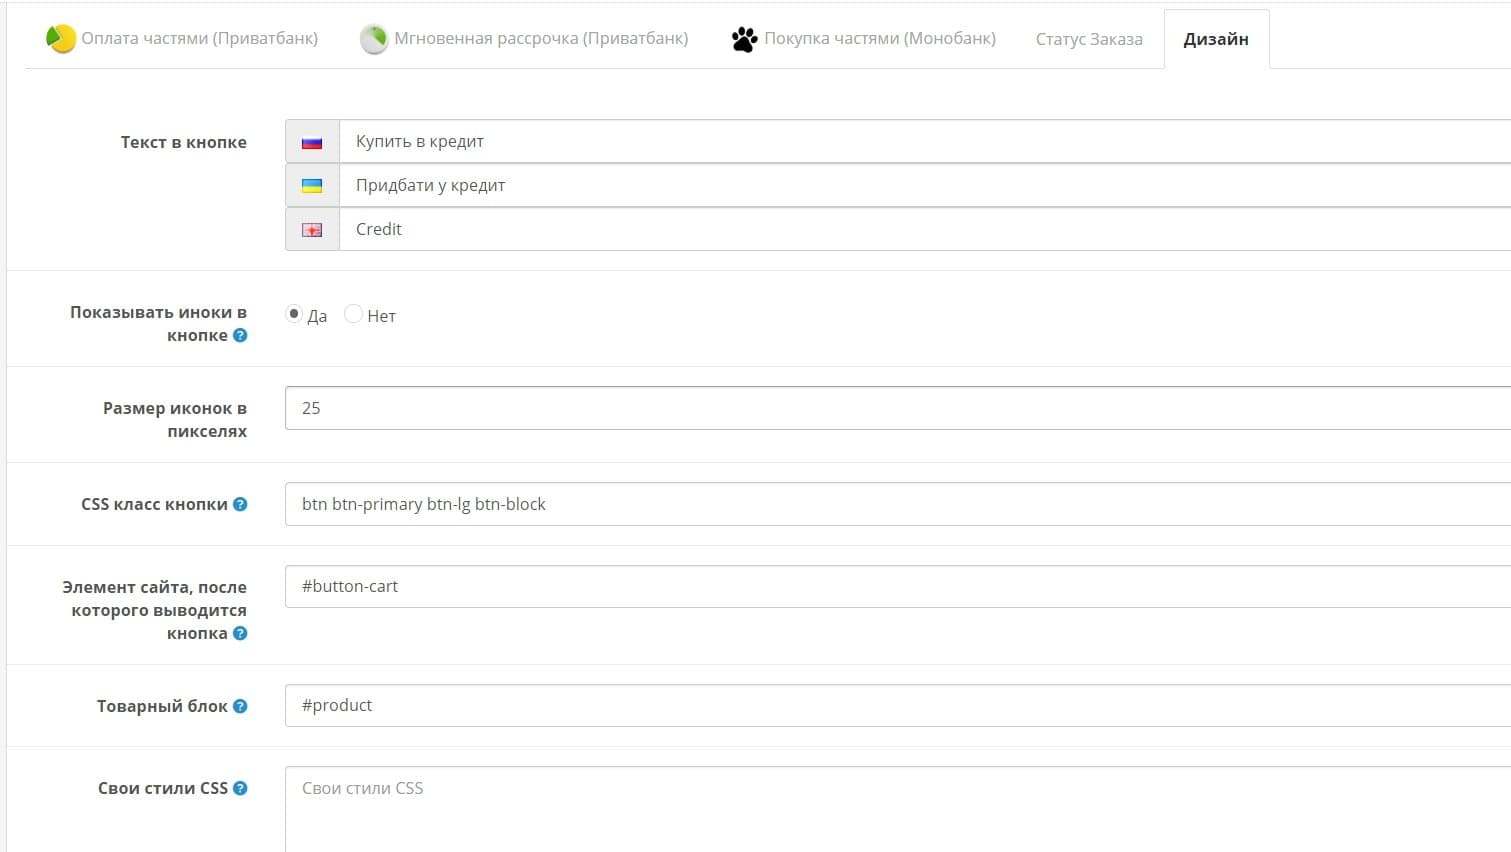 Оплата частями (Приватбанк) Мгновенная рассрочка (Приватбанк) Покупка частями (Монобанк) Статус Заказа Дизайн
Текст в кнопке
Купить в кредит
Придбати у кредит
Credit
Показывать иноки в
кнопке ?
Да Нет
Размер иконок в
пикселях
25
CSS класс кнопки ?
btn btn-primary btn-lg btn-block
Элемент сайта, после
которого выводится
кнопка ?
#button-cart
Товарный блок ?
#product
Свои стили CSS ?
Свои стили CSS